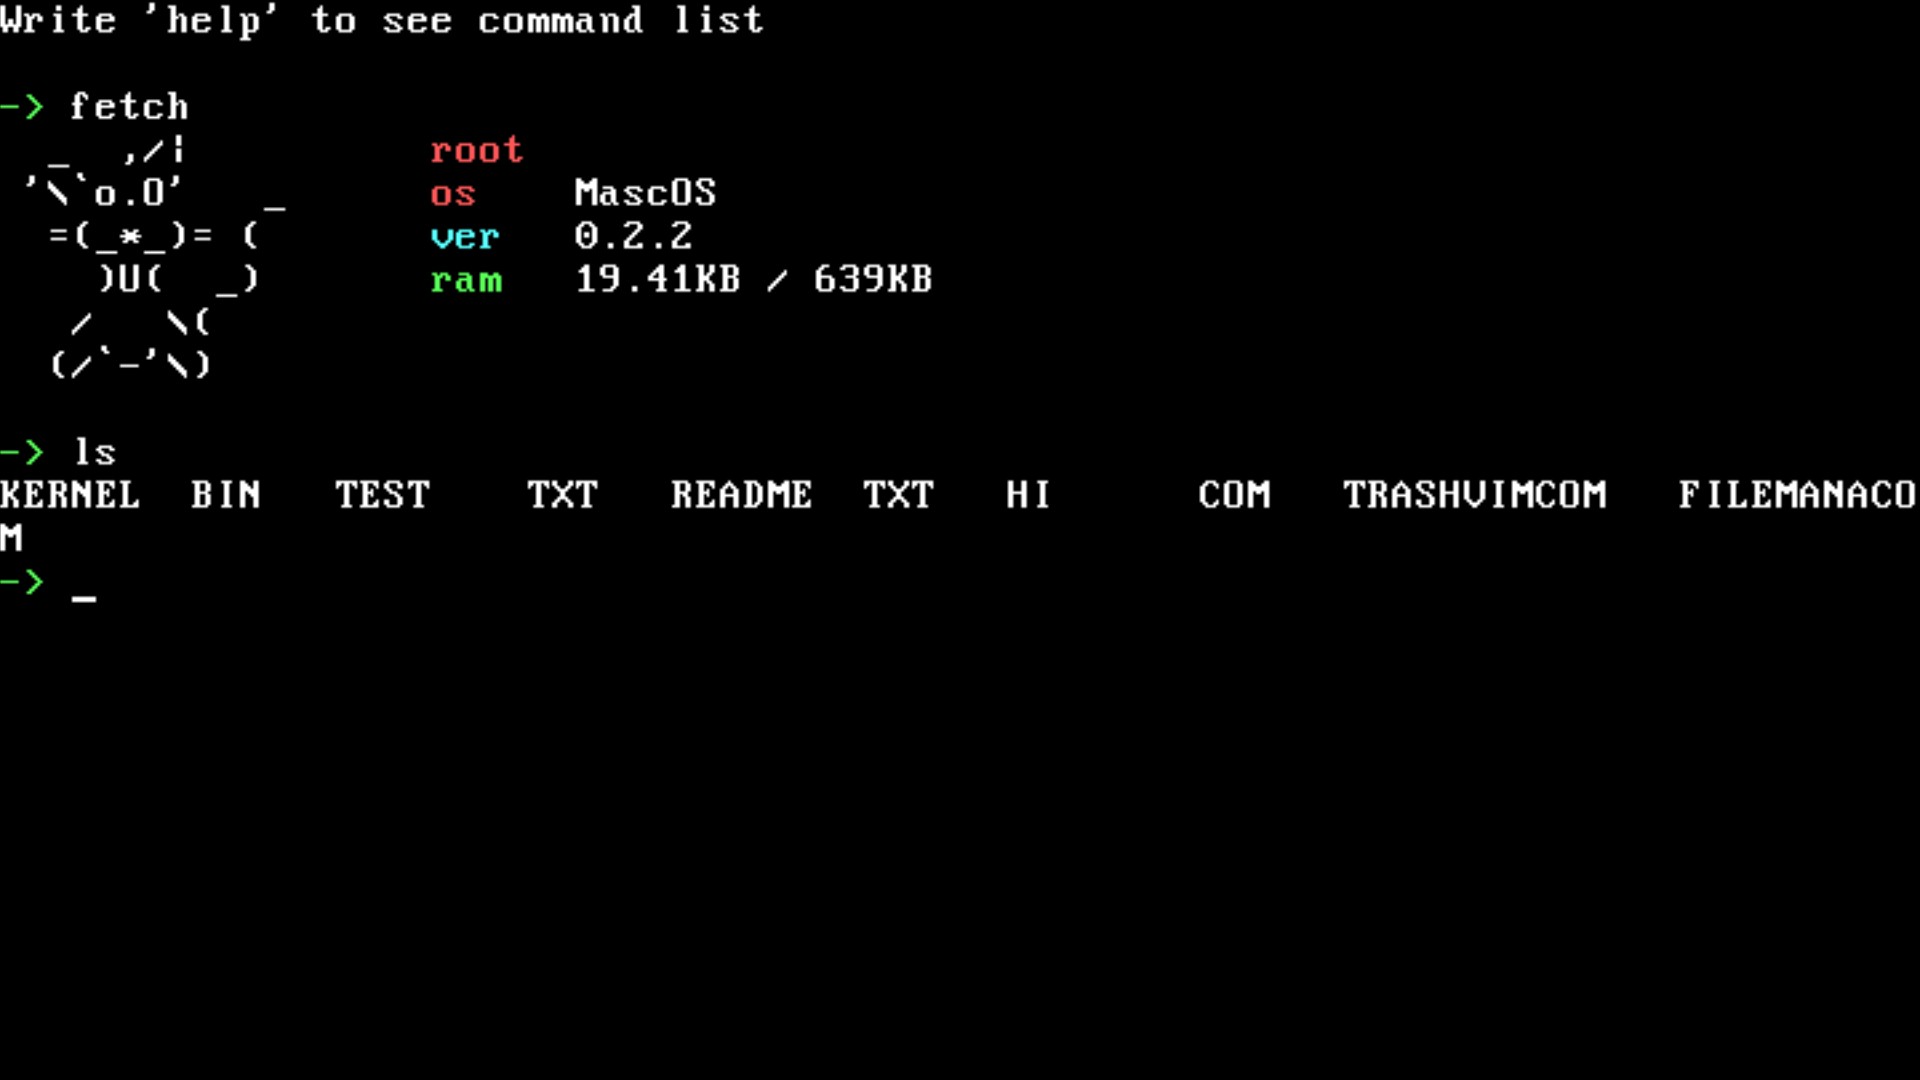 Write 'help' to see command list
-> fetch
 _   ,/¦            root
'\`o.O'   _         os    MascOS
 =(_*_)= (          ver   0.2.2
   )U(  _)          ram   19.41KB / 639KB
  /   \(
 (/`-'\)
-> ls
KERNEL  BIN   TEST    TXT   README  TXT   HI      COM   TRASHVIMCOM   FILEMANACO
M
-> _